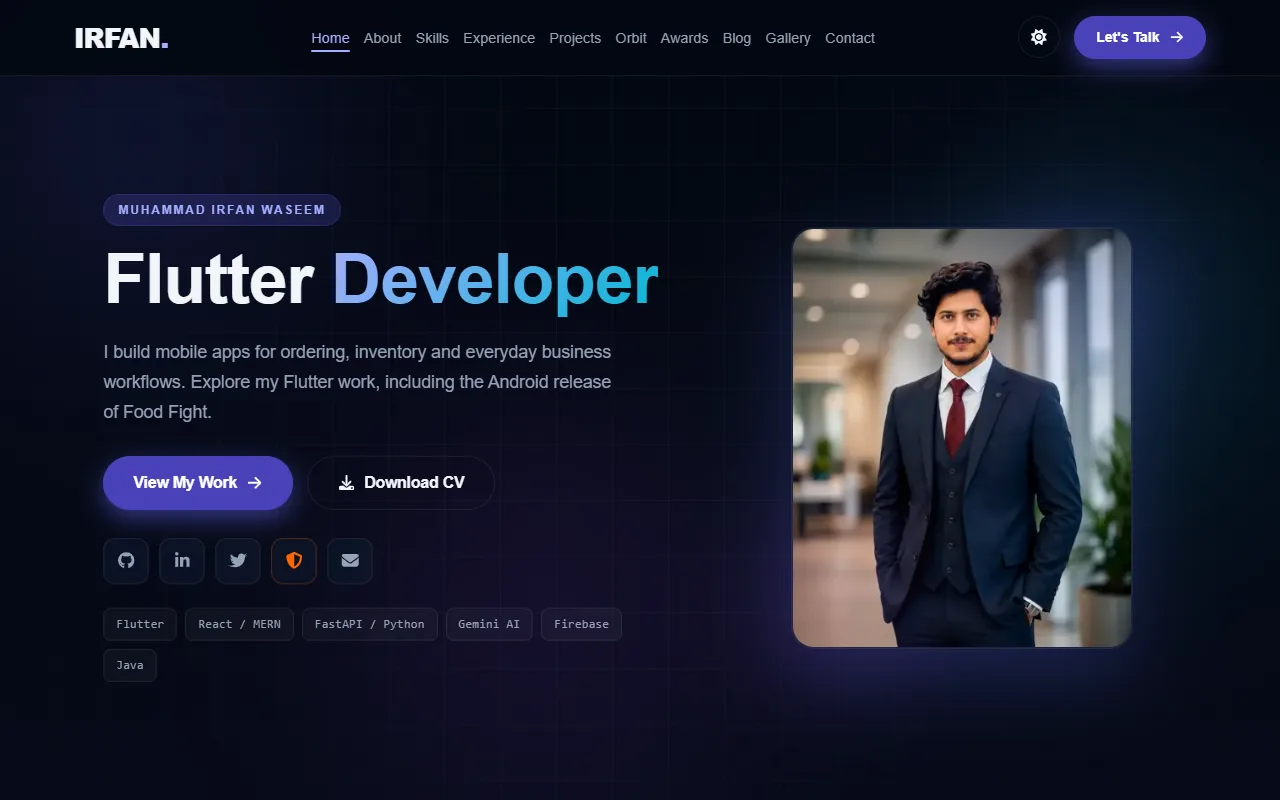 IRFAN.
Home About Skills Experience Projects Orbit Awards Blog Gallery Contact
Let's Talk
MUHAMMAD IRFAN WASEEM
Flutter Developer
I build mobile apps for ordering, inventory and everyday business
workflows. Explore my Flutter work, including the Android release
of Food Fight.
View My Work
Download CV
Flutter
React / MERN
FastAPI / Python
Gemini AI
Firebase
Java